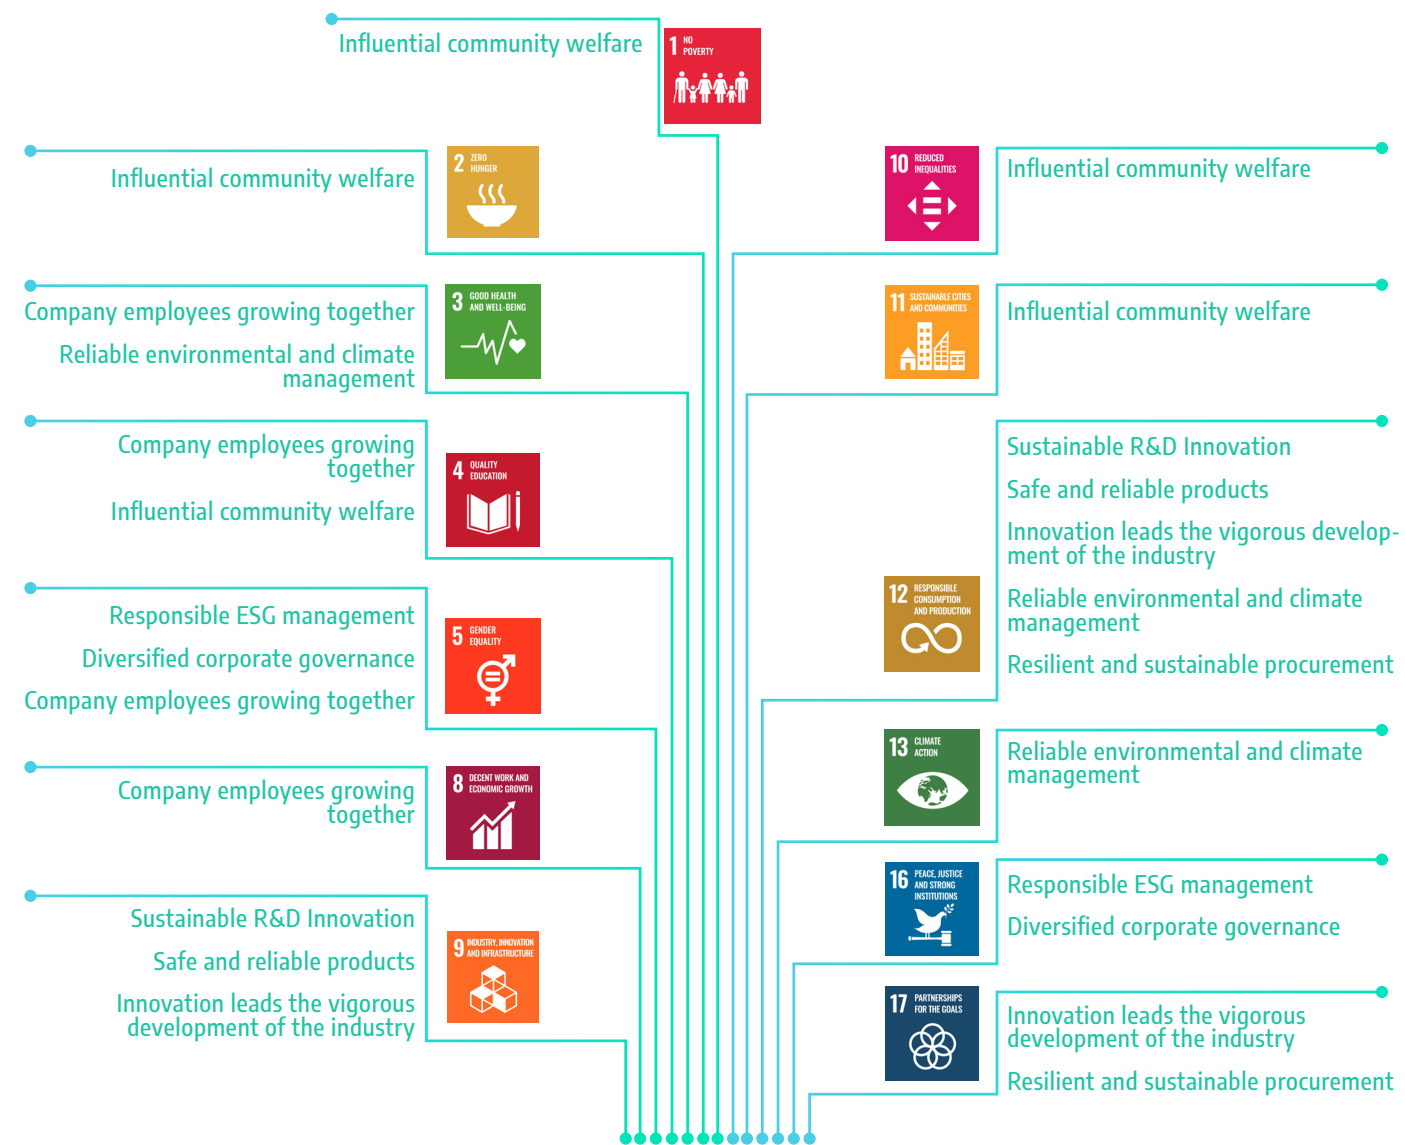 Influential community welfare
1 NO
POVERTY
Influential community welfare
2 ZERO
HUNGER
Company employees growing together
Reliable environmental and climate
management
3 GOOD HEALTH
AND WELL-BEING
Company employees growing
together
Influential community welfare
4 QUALITY
EDUCATION
Responsible ESG management
Diversified corporate governance
Company employees growing together
5 GENDER
EQUALITY
Company employees growing
together
8 DECENT WORK AND
ECONOMIC GROWTH
Sustainable R&D Innovation
Safe and reliable products
Innovation leads the vigorous
development of the industry
9 INDUSTRY, INNOVATION
AND INFRASTRUCTURE
10 REDUCED
INEQUALITIES
Influential community welfare
11 SUSTAINABLE CITIES
AND COMMUNITIES
Influential community welfare
12 RESPONSIBLE
CONSUMPTION
AND PRODUCTION
Sustainable R&D Innovation
Safe and reliable products
Innovation leads the vigorous develop-
ment of the industry
Reliable environmental and climate
management
Resilient and sustainable procurement
13 CLIMATE
ACTION
Reliable environmental and climate
management
16 PEACE, JUSTICE
AND STRONG
INSTITUTIONS
Responsible ESG management
Diversified corporate governance
17 PARTNERSHIPS
FOR THE GOALS
Innovation leads the vigorous
development of the industry
Resilient and sustainable procurement